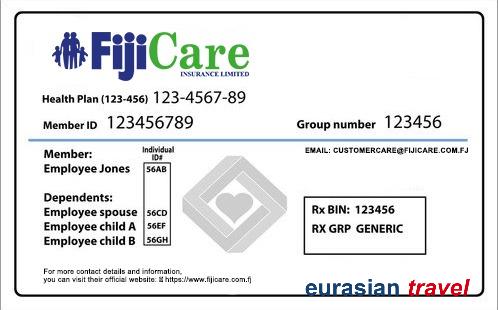 FijiCare
INSURANCE LIMITED
Health Plan (123-456) 123-4567-89
Member ID 123456789
Group number 123456
EMAIL: CUSTOMERCARE@FIJICARE.COM.FJ
Individual
ID#
Member:
Employee Jones 56AB
Dependents:
Employee spouse 56CD
Employee child A 56EF
Employee child B 56GH
Rx BIN: 123456
RX GRP GENERIC
For more contact details and information,
you can visit their official website: https://www.fijicare.com.fj
eurasian travel